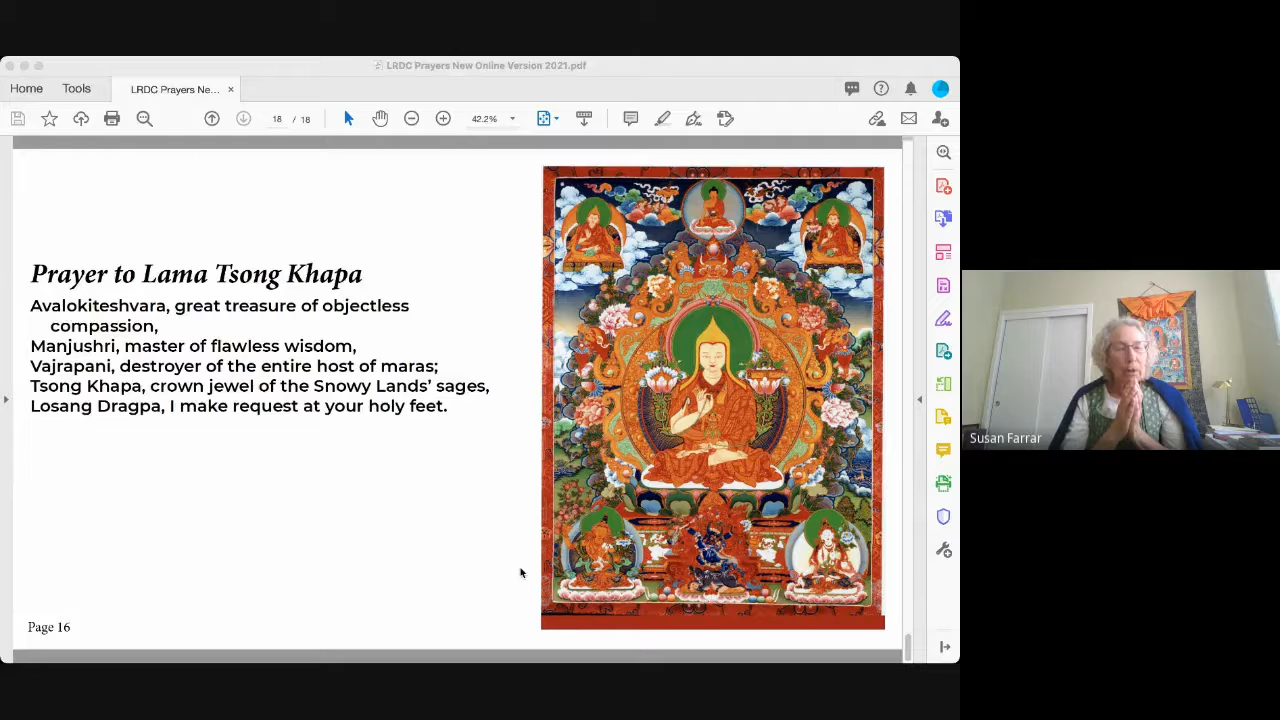 LRDC Prayers New Online Version 2021.pdf
Home Tools LRDC Prayers Ne... ×
18 / 18 42.2%
Prayer to Lama Tsong Khapa
Avalokiteshvara, great treasure of objectless
compassion,
Manjushri, master of flawless wisdom,
Vajrapani, destroyer of the entire host of maras;
Tsong Khapa, crown jewel of the Snowy Lands’ sages,
Losang Dragpa, I make request at your holy feet.
Page 16
Susan Farrar